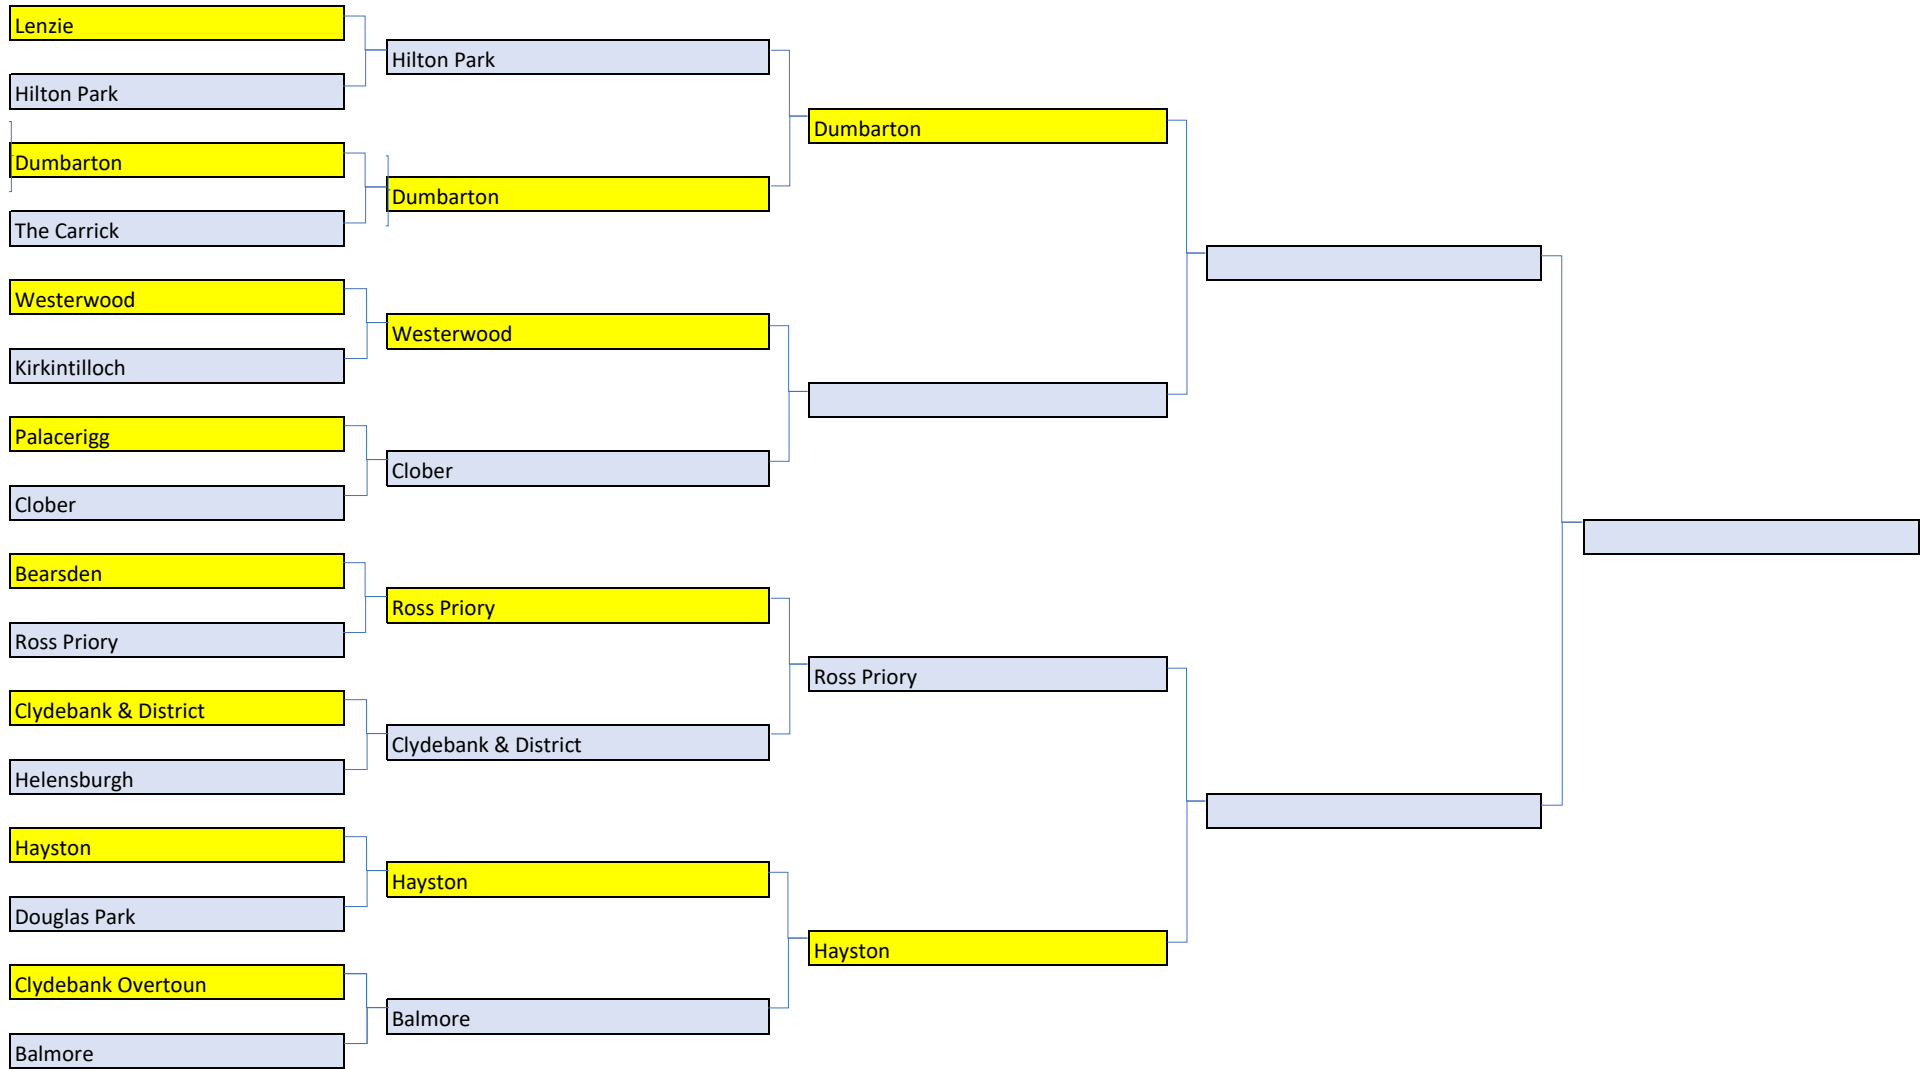 Lenzie
Hilton Park
Dumbarton
The Carrick
Westerwood
Kirkintilloch
Palacerigg
Clober
Bearsden
Ross Priory
Clydebank & District
Helensburgh
Hayston
Douglas Park
Clydebank Overtoun
Balmore
Hilton Park
Dumbarton
Westerwood
Clober
Ross Priory
Clydebank & District
Hayston
Balmore
Dumbarton
Ross Priory
Hayston